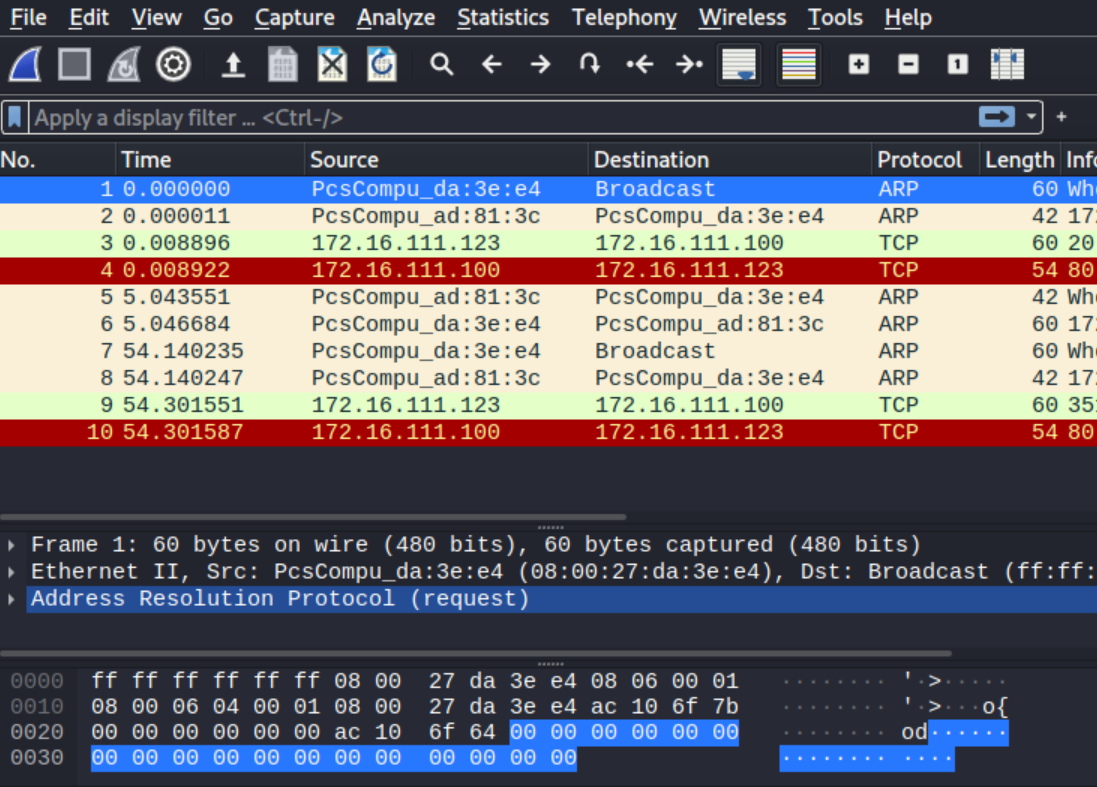 File Edit View Go Capture Analyze Statistics Telephony Wireless Tools Help
Apply a display filter ... <Ctrl-/>
No. Time Source Destination Protocol Length Info
1 0.000000 PcsCompu_da:3e:e4 Broadcast ARP 60 Who
2 0.000011 PcsCompu_ad:81:3c PcsCompu_da:3e:e4 ARP 42 17
3 0.008896 172.16.111.123 172.16.111.100 TCP 60 20
4 0.008922 172.16.111.100 172.16.111.123 TCP 54 80
5 5.043551 PcsCompu_ad:81:3c PcsCompu_da:3e:e4 ARP 42 Who
6 5.046684 PcsCompu_da:3e:e4 PcsCompu_ad:81:3c ARP 60 17
7 54.140235 PcsCompu_da:3e:e4 Broadcast ARP 60 Who
8 54.140247 PcsCompu_ad:81:3c PcsCompu_da:3e:e4 ARP 42 17
9 54.301551 172.16.111.123 172.16.111.100 TCP 60 35
10 54.301587 172.16.111.100 172.16.111.123 TCP 54 80
Frame 1: 60 bytes on wire (480 bits), 60 bytes captured (480 bits)
Ethernet II, Src: PcsCompu_da:3e:e4 (08:00:27:da:3e:e4), Dst: Broadcast (ff:ff:
Address Resolution Protocol (request)
0000 ff ff ff ff ff ff 08 00 27 da 3e e4 08 06 00 01 ········ '·>·····
0010 08 00 06 04 00 01 08 00 27 da 3e e4 ac 10 6f 7b ········ '·>···o{
0020 00 00 00 00 00 00 ac 10 6f 64 00 00 00 00 00 00 ········ od······
0030 00 00 00 00 00 00 00 00 00 00 00 00 ········ ····